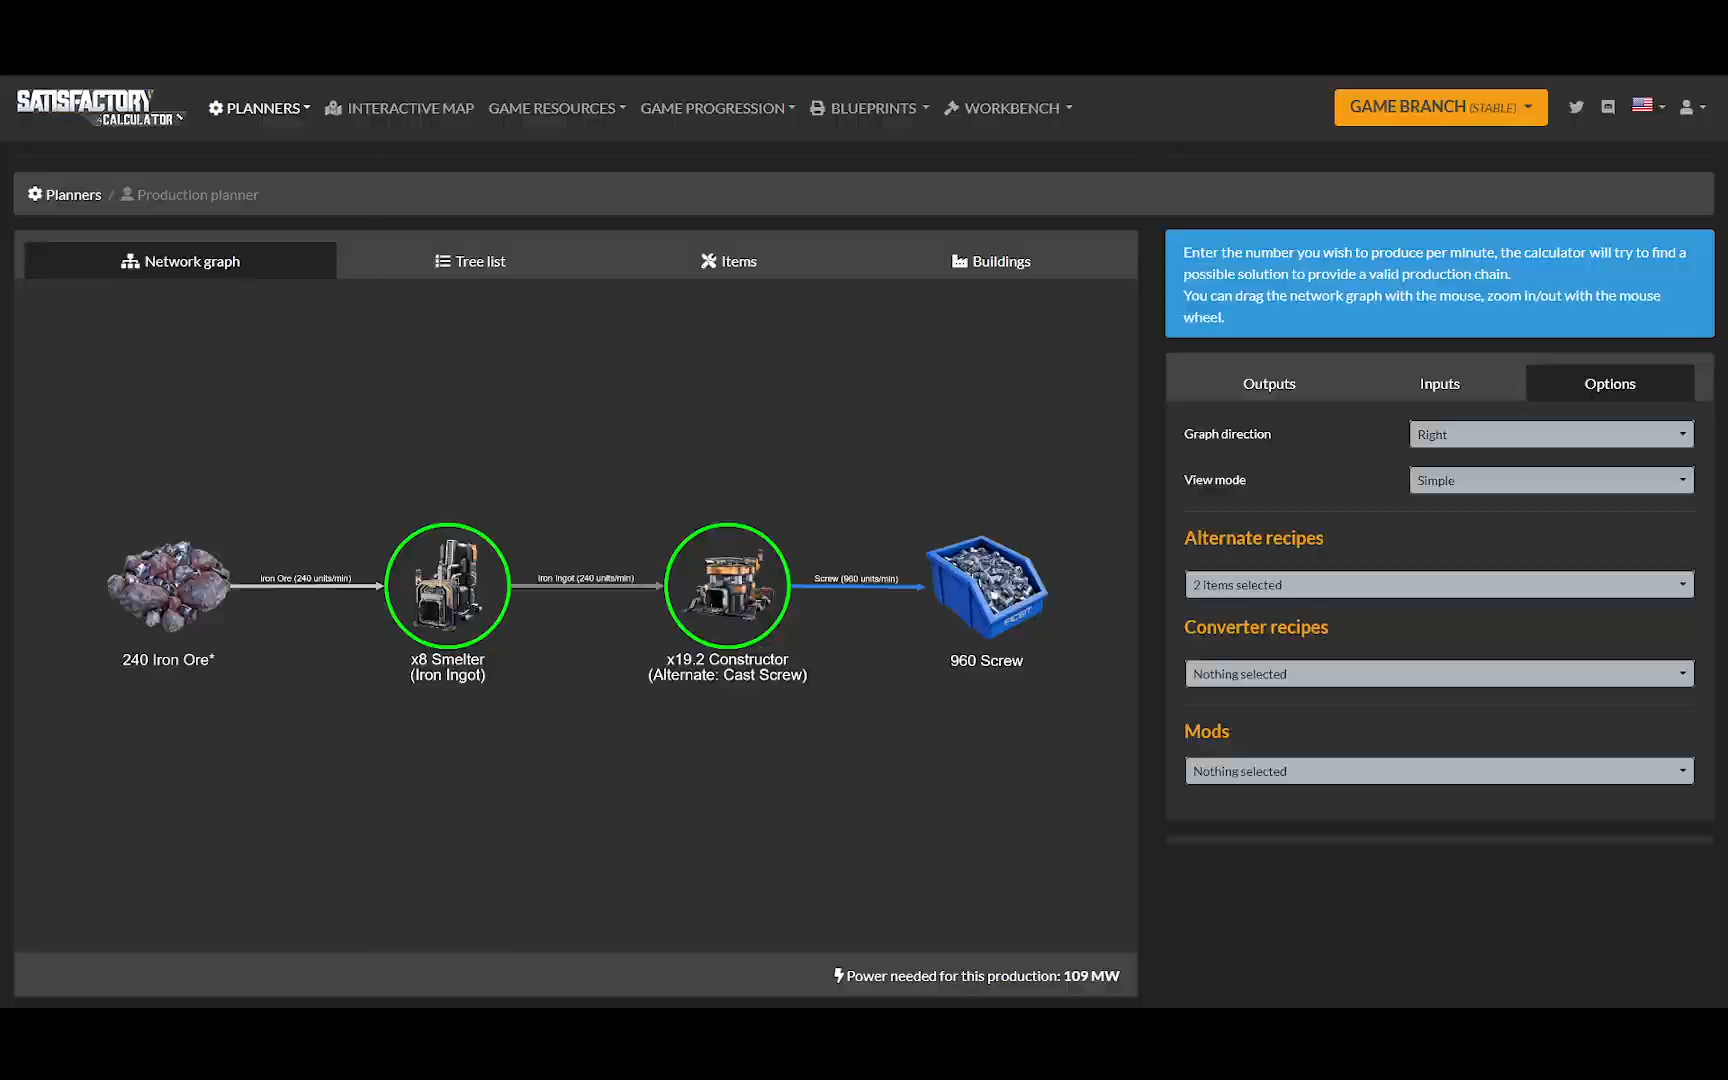 SATISFACTORY
CALCULATOR
PLANNERS
INTERACTIVE MAP
GAME RESOURCES
GAME PROGRESSION
BLUEPRINTS
WORKBENCH
GAME BRANCH (STABLE)
Planners / Production planner
Network graph
Tree list
Items
Buildings
Enter the number you wish to produce per minute, the calculator will try to find a
possible solution to provide a valid production chain.
You can drag the network graph with the mouse, zoom in/out with the mouse
wheel.
Outputs
Inputs
Options
Graph direction
Right
View mode
Simple
Alternate recipes
2 items selected
Converter recipes
Nothing selected
Mods
Nothing selected
Iron Ore (240 units/min)
Iron Ingot (240 units/min)
Screw (960 units/min)
FICSIT
240 Iron Ore*
x8 Smelter
(Iron Ingot)
x19.2 Constructor
(Alternate: Cast Screw)
960 Screw
Power needed for this production: 109 MW